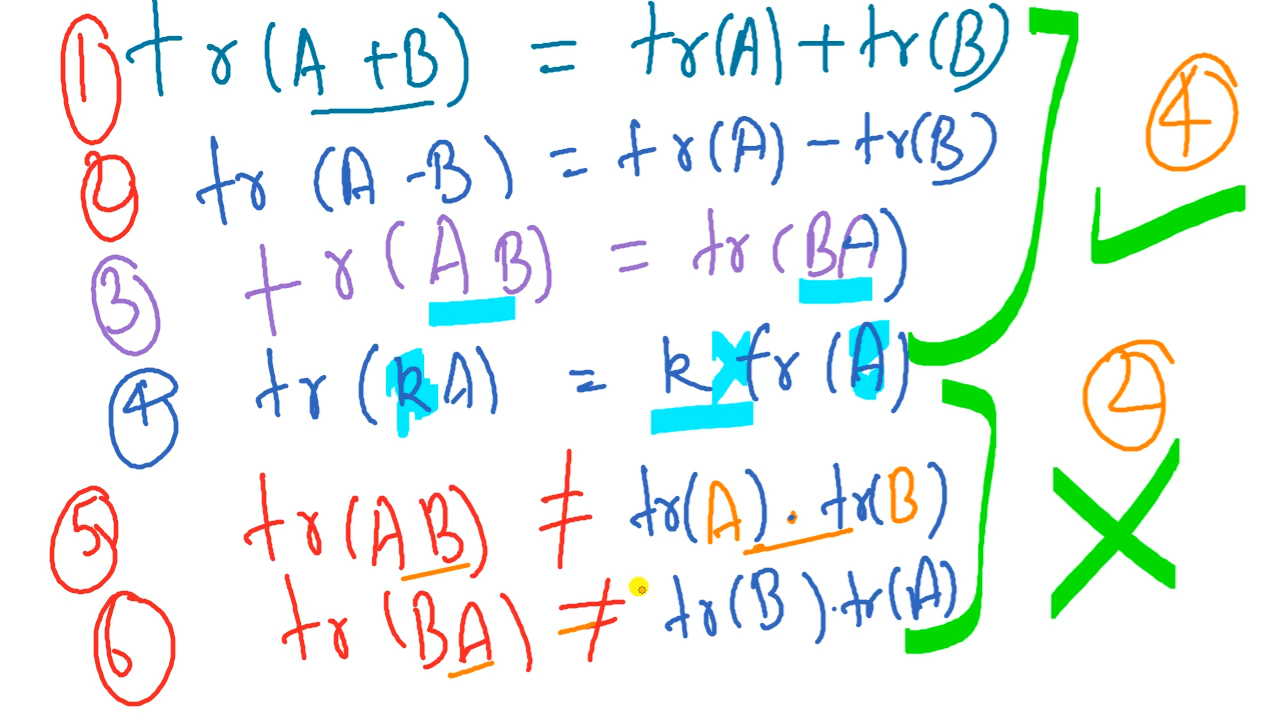 ① tr(A+B) = tr(A)+tr(B)
② tr(A-B) = tr(A)-tr(B)
③ tr(AB) = tr(BA)
④ tr(kA) = k tr(A)
⑤ tr(AB) ≠ tr(A).tr(B)
⑥ tr(BA) ≠ tr(B).tr(A)
④
②